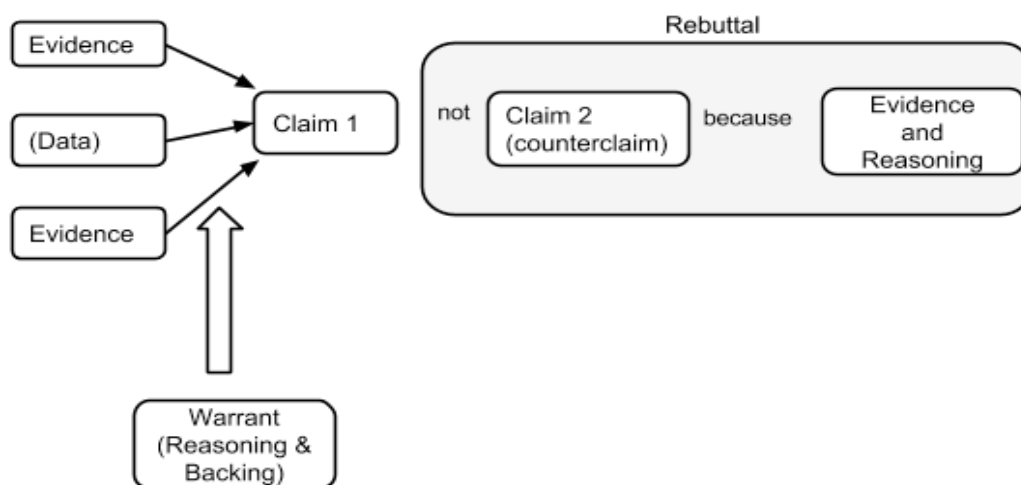 Evidence
(Data)
Evidence
Claim 1
Warrant
(Reasoning &
Backing)
Rebuttal
not
Claim 2
(counterclaim)
because
Evidence
and
Reasoning